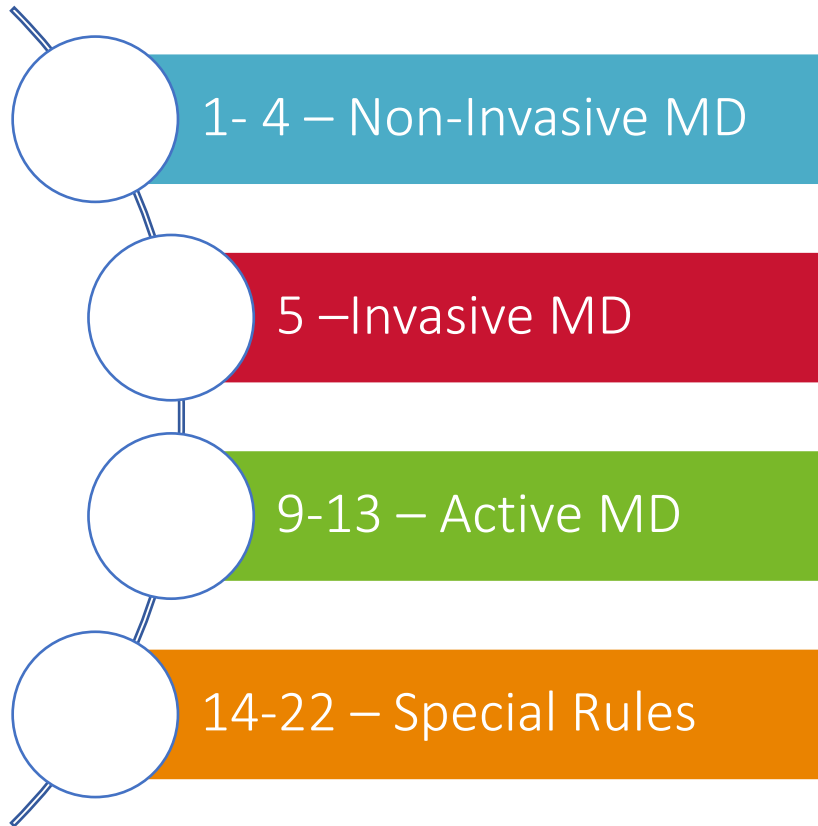 1- 4 – Non-Invasive MD
5 –Invasive MD
9-13 – Active MD
14-22 – Special Rules